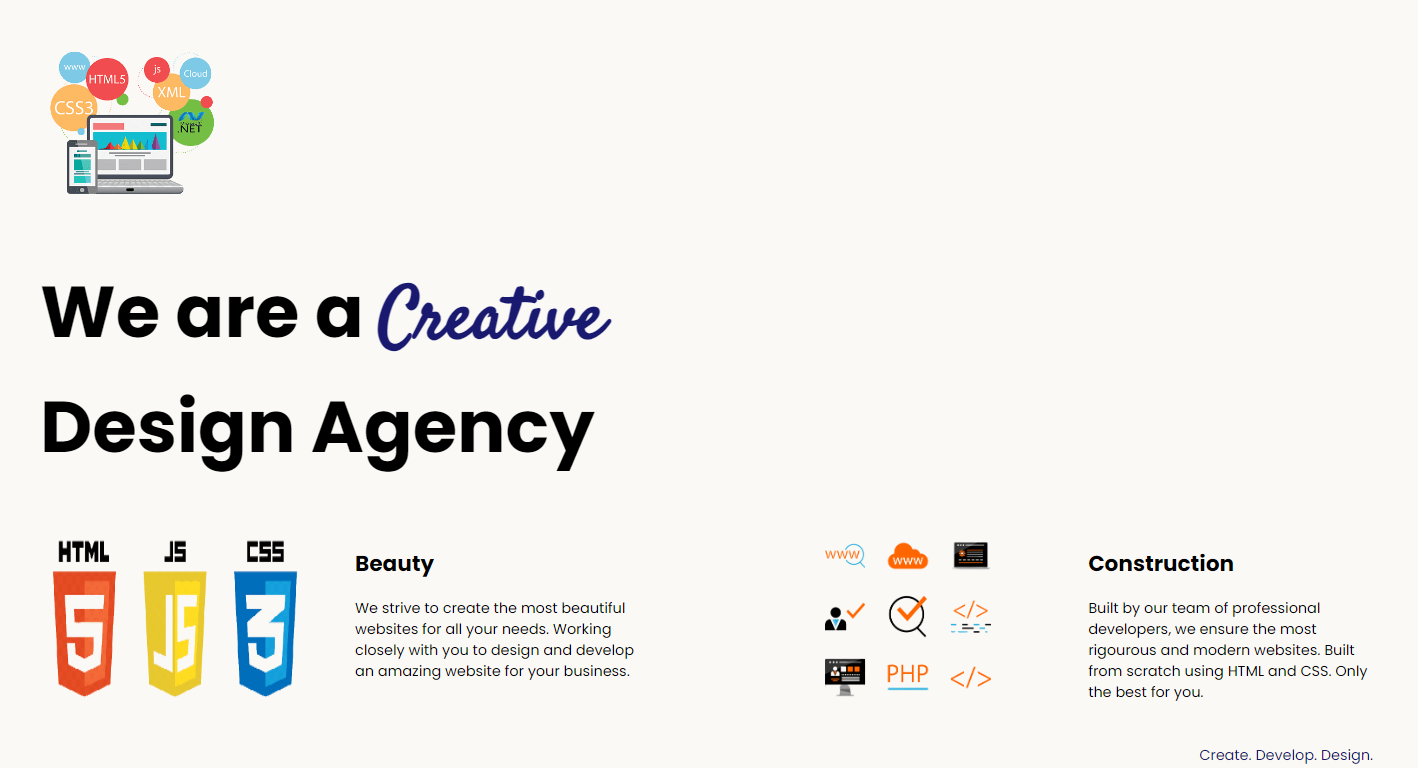 www
HTML5
js
Cloud
CSS3
XML
.NET
We are a Creative
Design Agency
HTML
JS
CSS
5
JS
3
Beauty
We strive to create the most beautiful
websites for all your needs. Working
closely with you to design and develop
an amazing website for your business.
www
www
</>
PHP
</>
Construction
Built by our team of professional
developers, we ensure the most
rigourous and modern websites. Built
from scratch using HTML and CSS. Only
the best for you.
Create. Develop. Design.